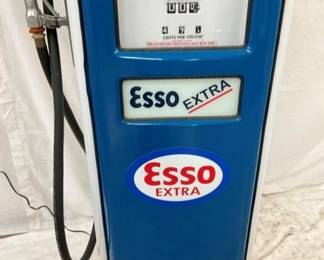 CENTS PER GALLON
Esso EXTRA
Esso
EXTRA